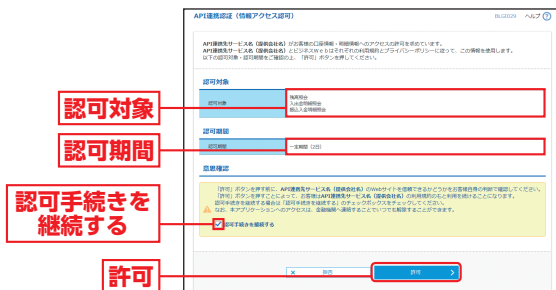 API連携認証（情報アクセス認可）
BLGI029 ヘルプ ?
API連携先サービス名（提供会社名）がお客様の口座情報・明細情報へのアクセスの許可を求めています。
API連携先サービス名（提供会社名）とビジネスWebはそれぞれの利用規約とプライバシーポリシーに従って、この情報を使用します。
以下の認可対象・認可期間をご確認の上、「許可」ボタンを押してください。
認可対象
認可対象
認可対象
残高照会
入出金明細照会
振込入金明細照会
認可期間
認可期間
認可期間
一定期間（2日）
意思確認
「許可」ボタンを押す前に、API連携先サービス名（提供会社名）のWebサイトを信頼できるかどうかをお客様自身の判断で確認してください。
「許可」ボタンを押すことによって、お客様はAPI連携先サービス名（提供会社名）の利用規約のもと利用を続けることになります。
認可手続きを継続する場合は「認可手続きを継続する」のチェックボックスをチェックしてください。
なお、本アプリケーションへのアクセスは、金融機関へ連絡することでいつでも解除することができます。
認可手続きを
継続する
認可手続きを継続する
許可
× 拒否
許可 >